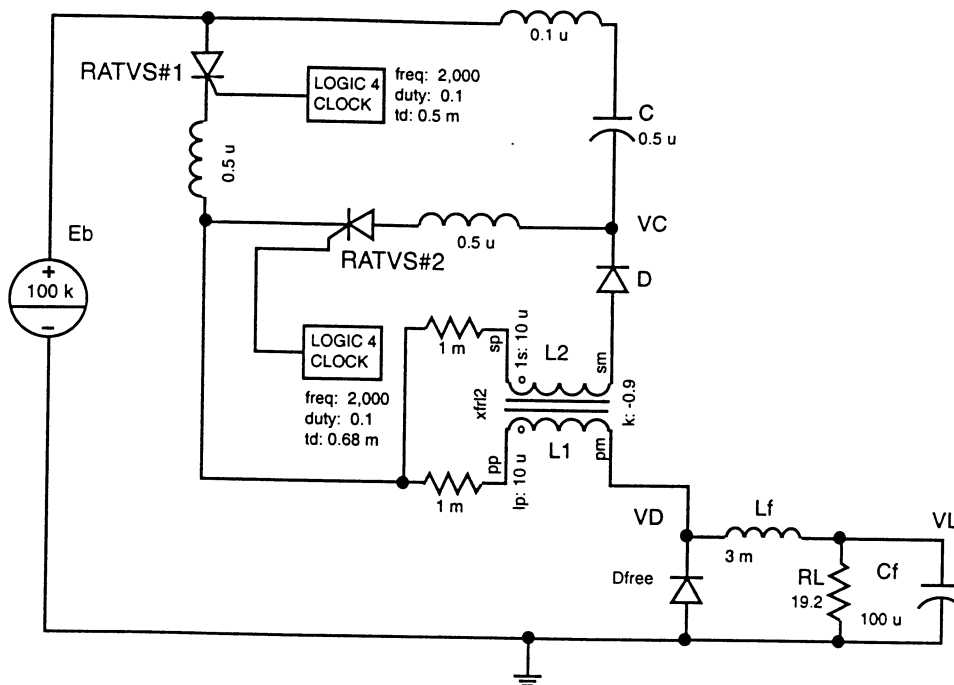 0.1 u
RATVS#1
LOGIC 4
CLOCK
freq: 2,000
duty: 0.1
td: 0.5 m
C
0.5 u
0.5 u
Eb
+
100 k
−
VC
0.5 u
RATVS#2
D
LOGIC 4
CLOCK
freq: 2,000
duty: 0.1
td: 0.68 m
1 m
sp
1s: 10 u
L2
sm
xfrl2
k: -0.9
L1
pp
lp: 10 u
pm
1 m
VD
Lf
3 m
VL
Dfree
RL
19.2
Cf
100 u